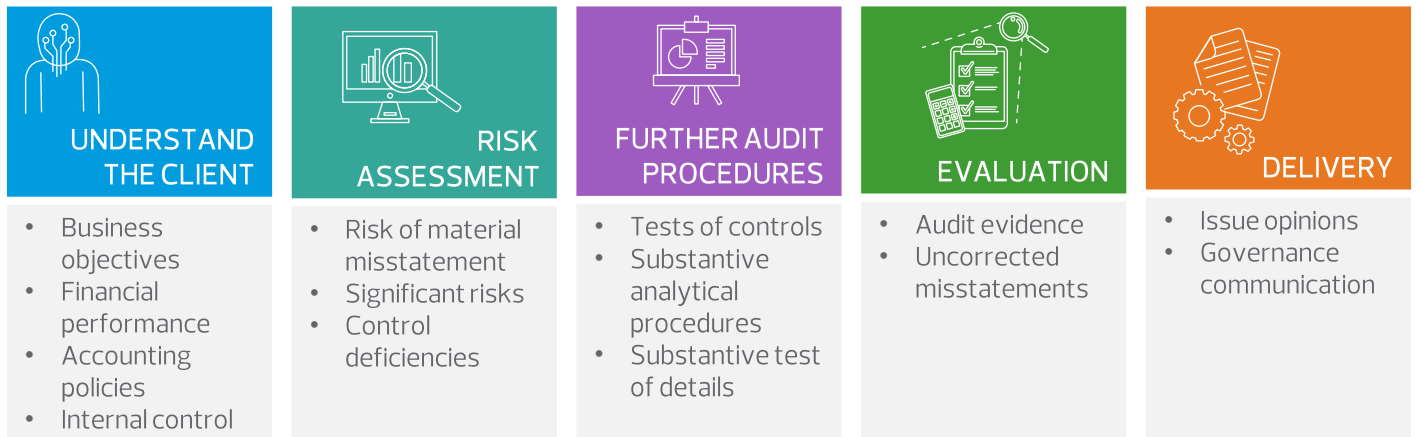 UNDERSTAND
THE CLIENT
• Business
objectives
• Financial
performance
• Accounting
policies
• Internal control
RISK
ASSESSMENT
• Risk of material
misstatement
• Significant risks
• Control
deficiencies
FURTHER AUDIT
PROCEDURES
• Tests of controls
• Substantive
analytical
procedures
• Substantive test
of details
EVALUATION
• Audit evidence
• Uncorrected
misstatements
DELIVERY
• Issue opinions
• Governance
communication